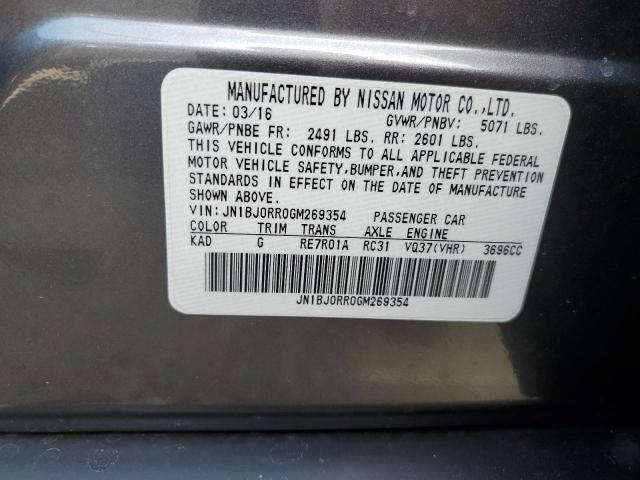 MANUFACTURED BY NISSAN MOTOR CO.,LTD.
DATE: 03/16 GVWR/PNBV: 5071 LBS.
GAWR/PNBE FR: 2491 LBS. RR: 2601 LBS.
THIS VEHICLE CONFORMS TO ALL APPLICABLE FEDERAL
MOTOR VEHICLE SAFETY,BUMPER,AND THEFT PREVENTION
STANDARDS IN EFFECT ON THE DATE OF MANUFACTURE
SHOWN ABOVE.
VIN: JN1BJ0RR0GM269354 PASSENGER CAR
COLOR TRIM TRANS AXLE ENGINE
KAD G RE7R01A RC31 VQ37(VHR) 3696CC
JN1BJ0RR0GM269354